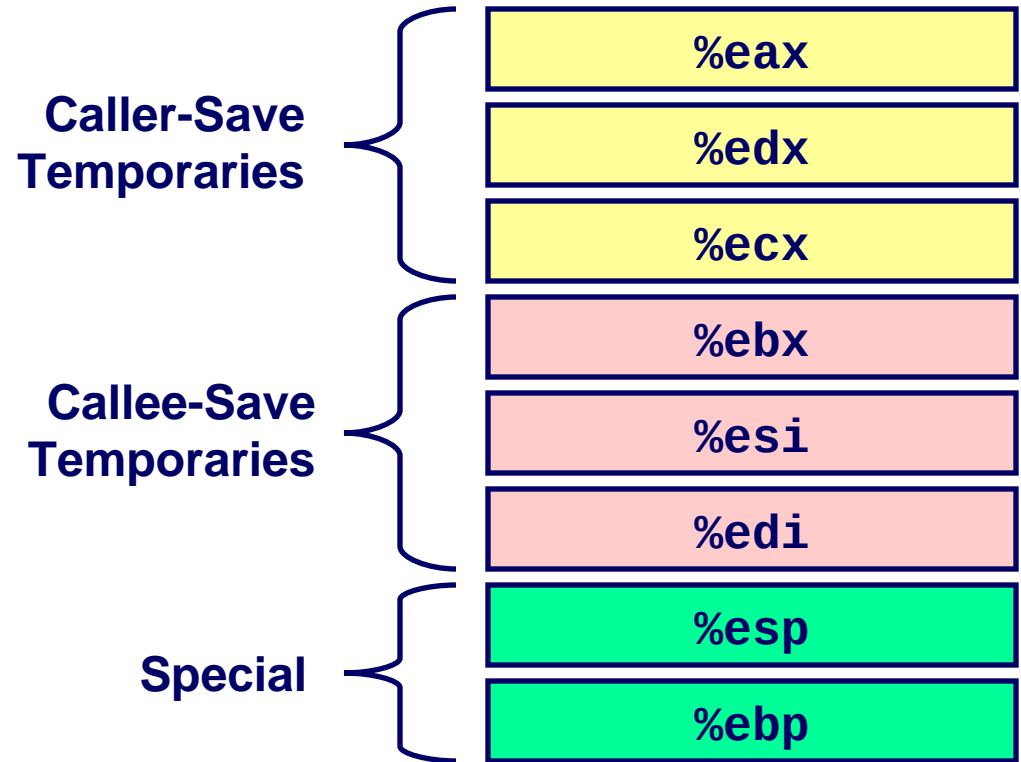 %eax
Caller-Save
Temporaries
%edx
%ecx
%ebx
Callee-Save
Temporaries
%esi
%edi
%esp
Special
%ebp